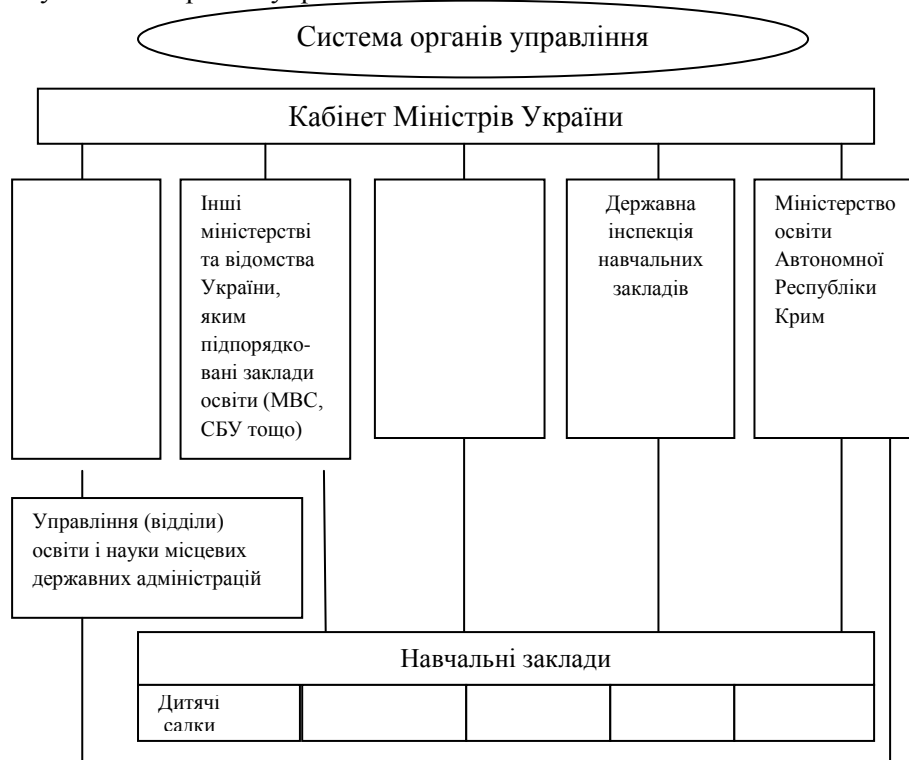 Система органів управління
Кабінет Міністрів України
Інші
міністерстві
та відомства
України,
яким
підпорядко-
вані заклади
освіти (МВС,
СБУ тощо)
Державна
інспекція
навчальних
закладів
Міністерство
освіти
Автономної
Республіки
Крим
Управління (відділи)
освіти і науки місцевих
державних адміністрацій
Навчальні заклади
Дитячі
садки